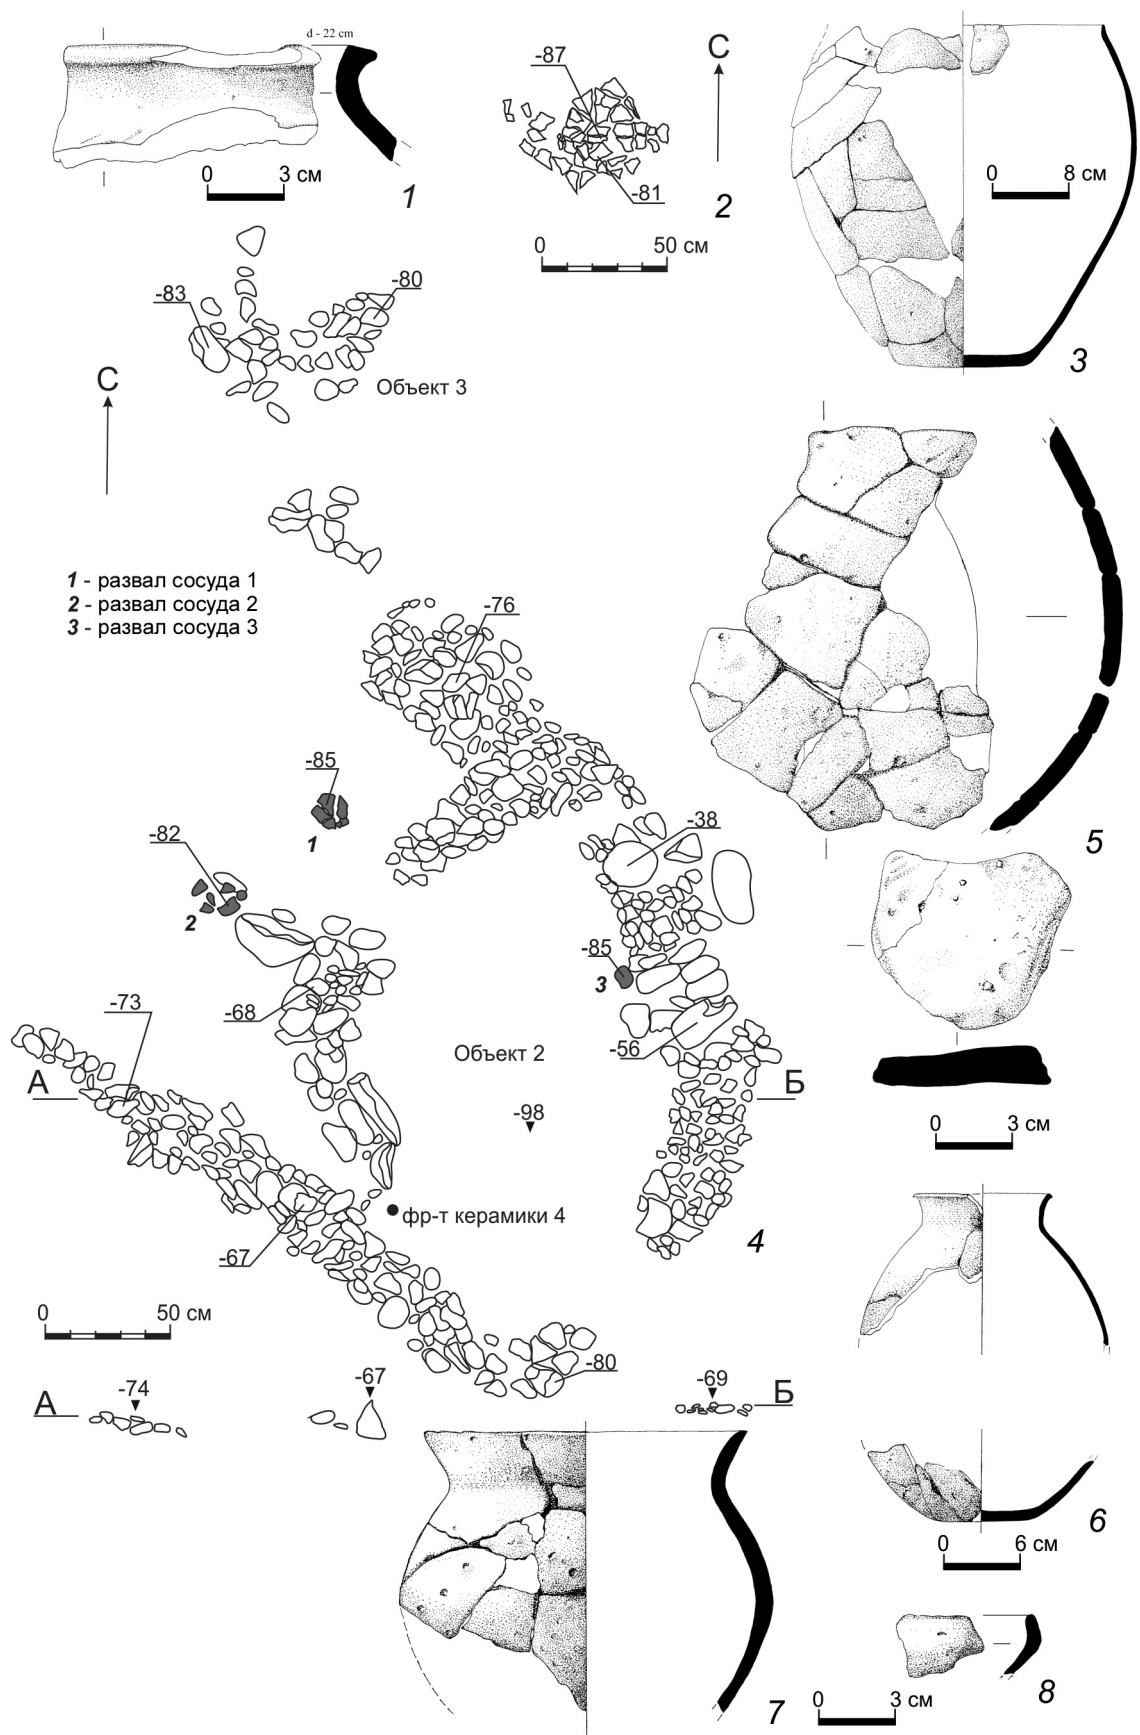 d - 22 cm
0 3 см
1
С
-87
-81
2
0 50 см
0 8 см
3
-83
-80
Объект 3
С
1 - развал сосуда 1
2 - развал сосуда 2
3 - развал сосуда 3
-76
-85
1
-82
2
-38
-85
3
-68
-73
-56
А
Объект 2
Б
-98
фр-т керамики 4
-67
4
0 50 см
-80
А
-74
-67
-69
Б
5
0 3 см
6
0 6 см
7
8
0 3 см